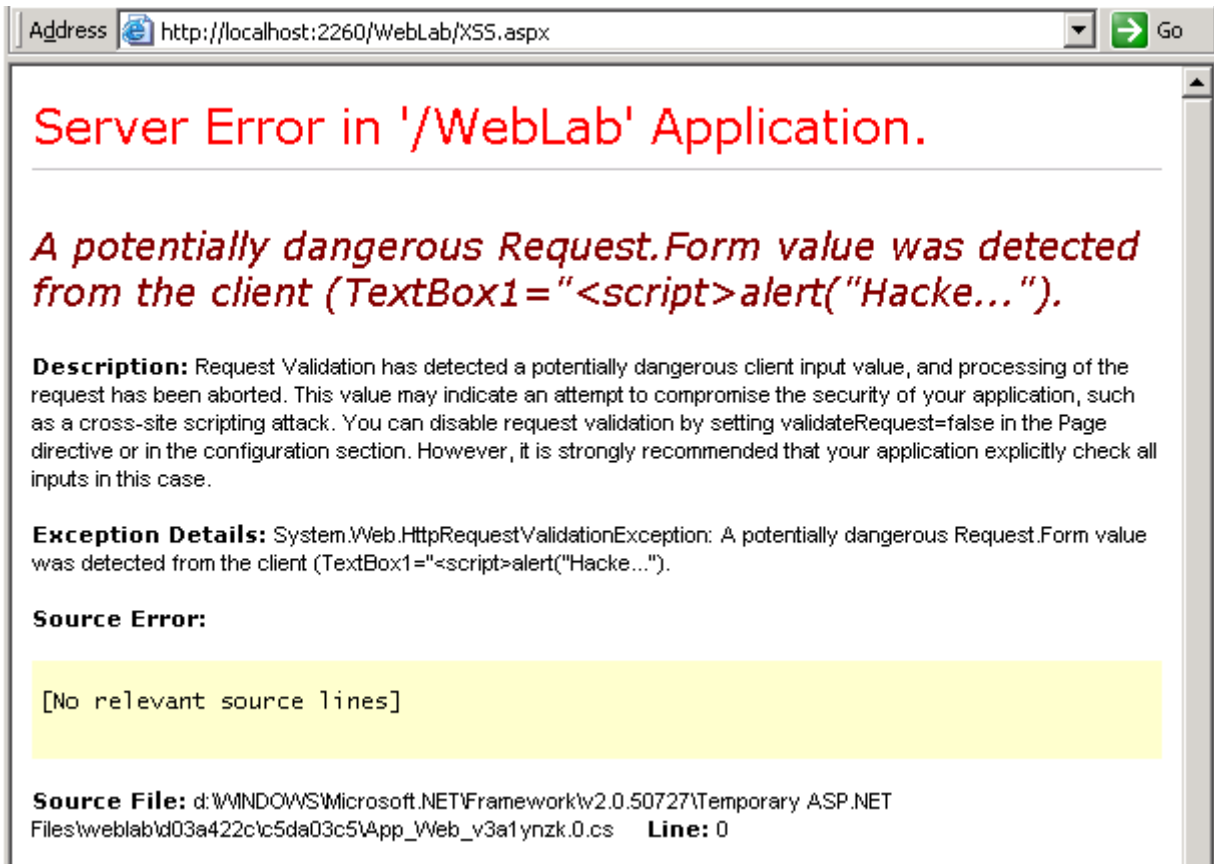 Address http://localhost:2260/WebLab/XSS.aspx Go
Server Error in '/WebLab' Application.
A potentially dangerous Request.Form value was detected
from the client (TextBox1="<script>alert("Hacke...").
Description: Request Validation has detected a potentially dangerous client input value, and processing of the
request has been aborted. This value may indicate an attempt to compromise the security of your application, such
as a cross-site scripting attack. You can disable request validation by setting validateRequest=false in the Page
directive or in the configuration section. However, it is strongly recommended that your application explicitly check all
inputs in this case.
Exception Details: System.Web.HttpRequestValidationException: A potentially dangerous Request.Form value
was detected from the client (TextBox1="<script>alert("Hacke...").
Source Error:
[No relevant source lines]
Source File: d:\WINDOWS\Microsoft.NET\Framework\v2.0.50727\Temporary ASP.NET
Files\weblab\d03a422c\c5da03c5\App_Web_v3a1ynzk.0.cs Line: 0